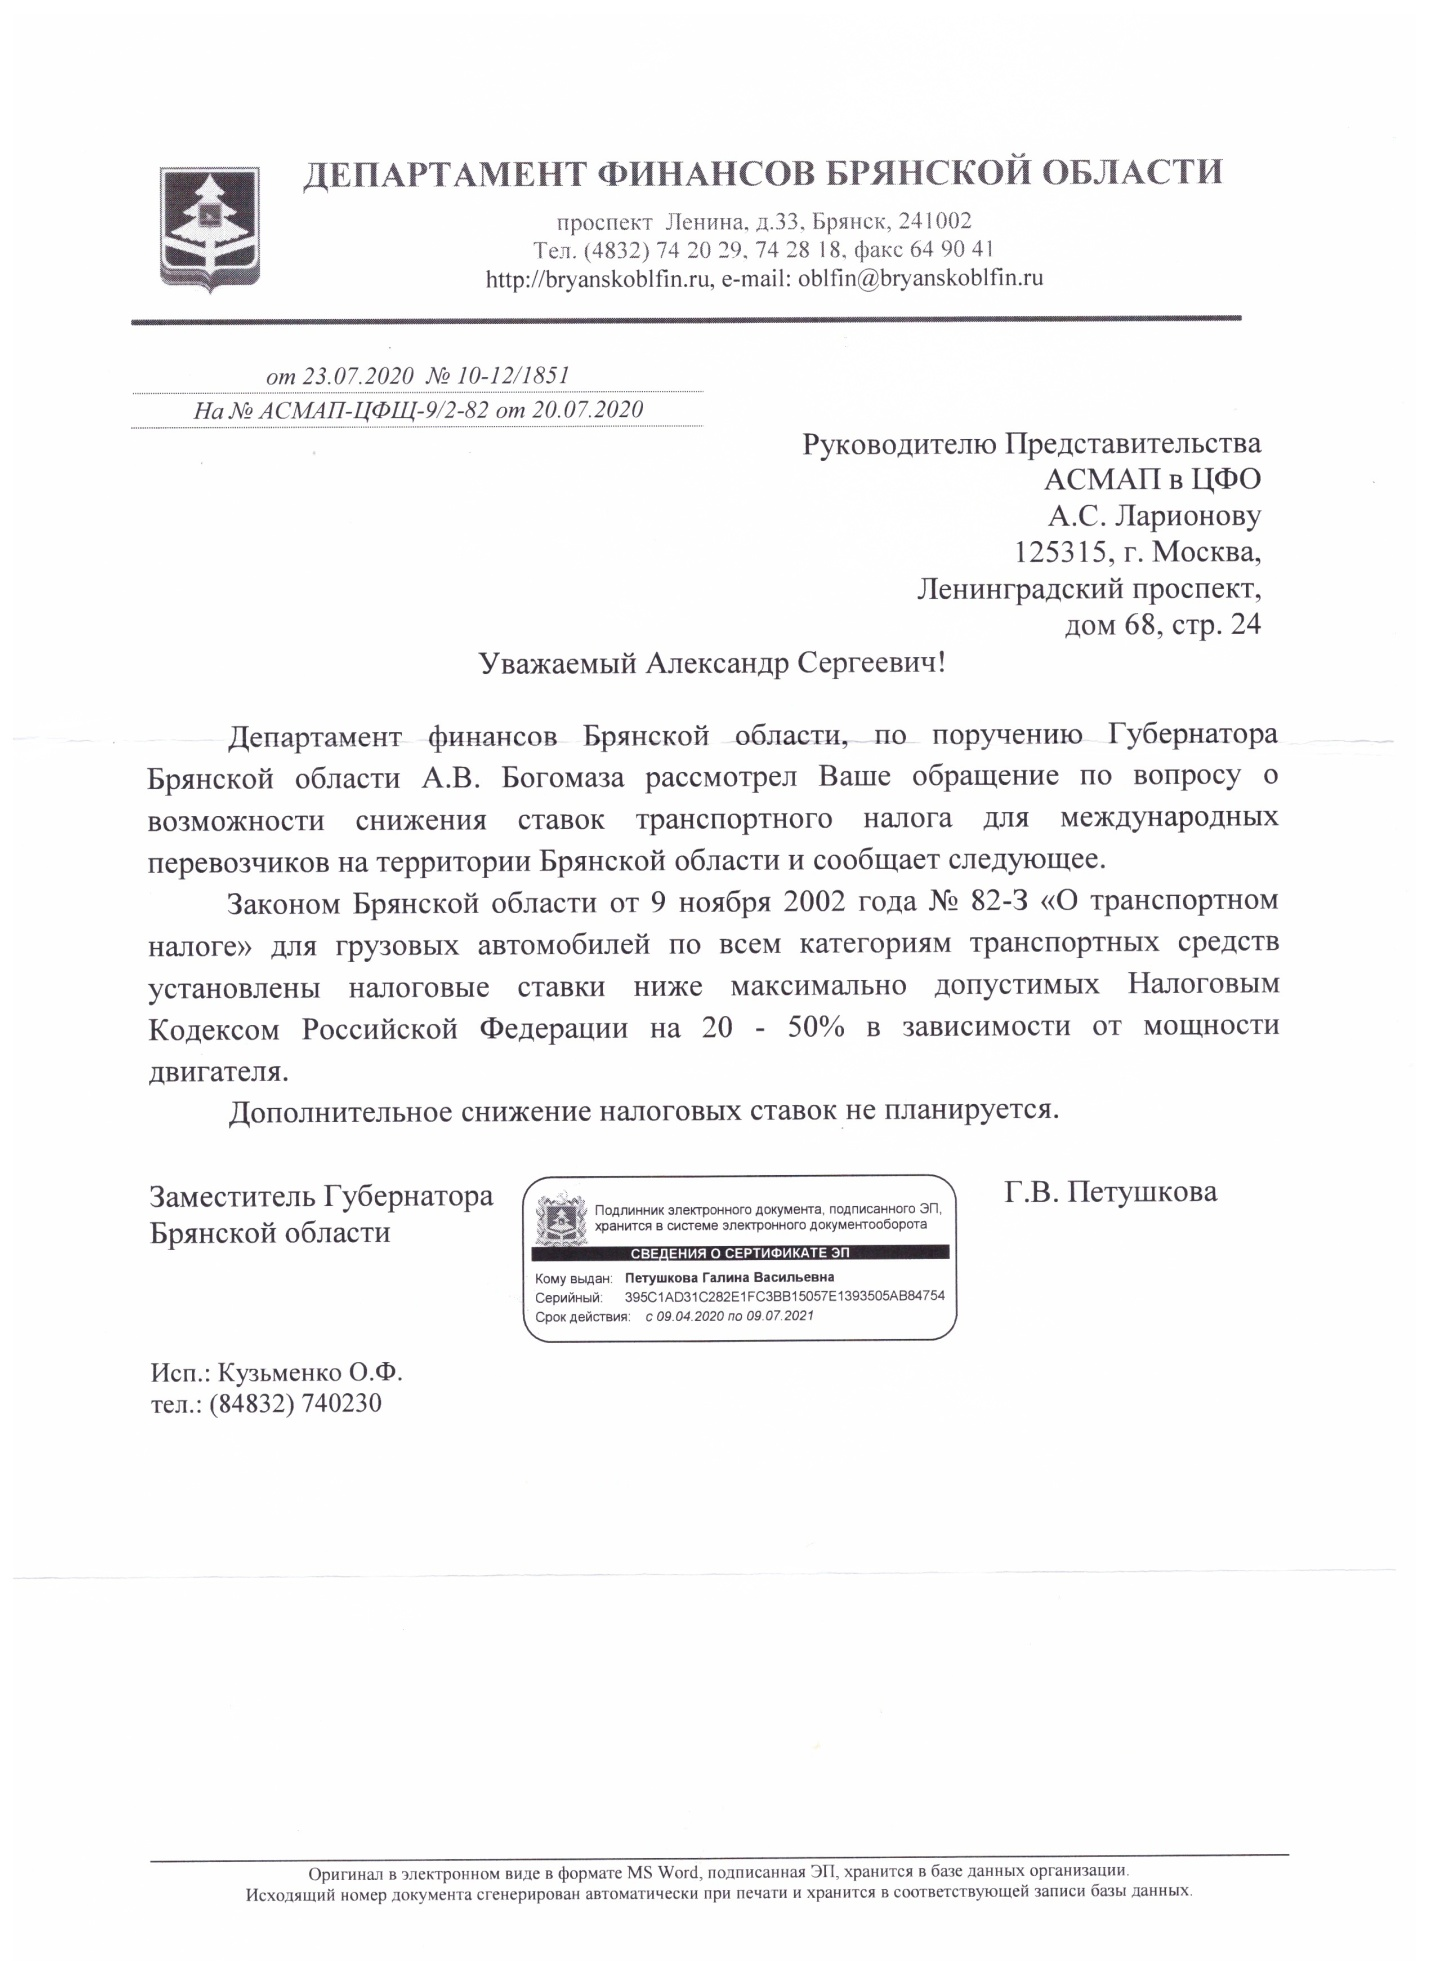 ДЕПАРТАМЕНТ ФИНАНСОВ БРЯНСКОЙ ОБЛАСТИ
проспект Ленина, д.33, Брянск, 241002
Тел. (4832) 74 20 29, 74 28 18, факс 64 90 41
http://bryanskoblfin.ru, e-mail: oblfin@bryanskoblfin.ru
от 23.07.2020 № 10-12/1851
На № АСМАП-ЦФЩ-9/2-82 от 20.07.2020
Руководителю Представительства
АСМАП в ЦФО
А.С. Ларионову
125315, г. Москва,
Ленинградский проспект,
дом 68, стр. 24
Уважаемый Александр Сергеевич!
Департамент финансов Брянской области, по поручению Губернатора
Брянской области А.В. Богомаза рассмотрел Ваше обращение по вопросу о
возможности снижения ставок транспортного налога для международных
перевозчиков на территории Брянской области и сообщает следующее.
Законом Брянской области от 9 ноября 2002 года № 82-З «О транспортном
налоге» для грузовых автомобилей по всем категориям транспортных средств
установлены налоговые ставки ниже максимально допустимых Налоговым
Кодексом Российской Федерации на 20 - 50% в зависимости от мощности
двигателя.
Дополнительное снижение налоговых ставок не планируется.
Заместитель Губернатора
Брянской области
Подлинник электронного документа, подписанного ЭП,
хранится в системе электронного документооборота
СВЕДЕНИЯ О СЕРТИФИКАТЕ ЭП
Кому выдан: Петушкова Галина Васильевна
Серийный: 395C1AD31C282E1FC3BB15057E1393505AB84754
Срок действия: с 09.04.2020 по 09.07.2021
Г.В. Петушкова
Исп.: Кузьменко О.Ф.
тел.: (84832) 740230
Оригинал в электронном виде в формате MS Word, подписанная ЭП, хранится в базе данных организации.
Исходящий номер документа сгенерирован автоматически при печати и хранится в соответствующей записи базы данных.